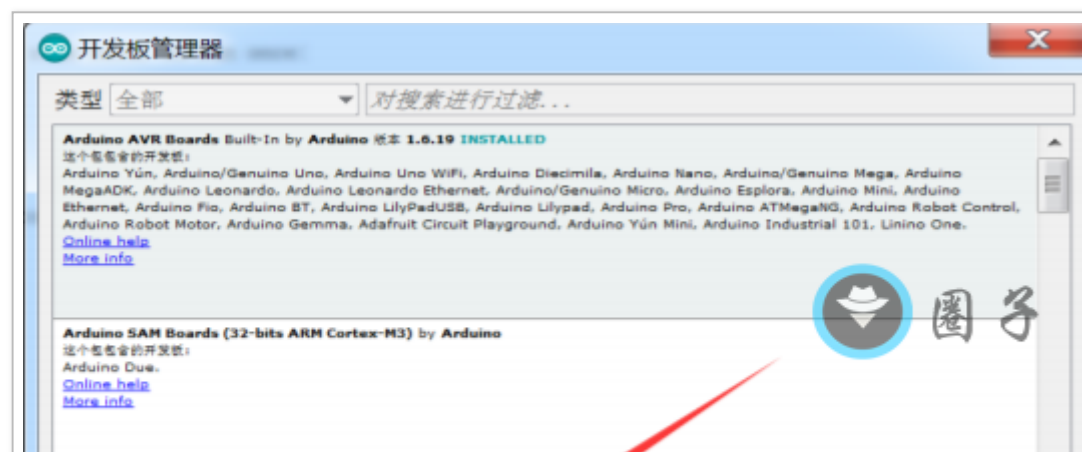 开发板管理器
类型 全部 对搜索进行过滤...
Arduino AVR Boards Built-In by Arduino 版本 1.6.19 INSTALLED
这个包包含的开发板:
Arduino Yún, Arduino/Genuino Uno, Arduino Uno WiFi, Arduino Diecimila, Arduino Nano, Arduino/Genuino Mega, Arduino
MegaADK, Arduino Leonardo, Arduino Leonardo Ethernet, Arduino/Genuino Micro, Arduino Esplora, Arduino Mini, Arduino
Ethernet, Arduino Fio, Arduino BT, Arduino LilyPadUSB, Arduino Lilypad, Arduino Pro, Arduino ATMegaNG, Arduino Robot Control,
Arduino Robot Motor, Arduino Gemma, Adafruit Circuit Playground, Arduino Yún Mini, Arduino Industrial 101, Linino One.
Online help
More info
圈子
Arduino SAM Boards (32-bits ARM Cortex-M3) by Arduino
这个包包含的开发板:
Arduino Due.
Online help
More info